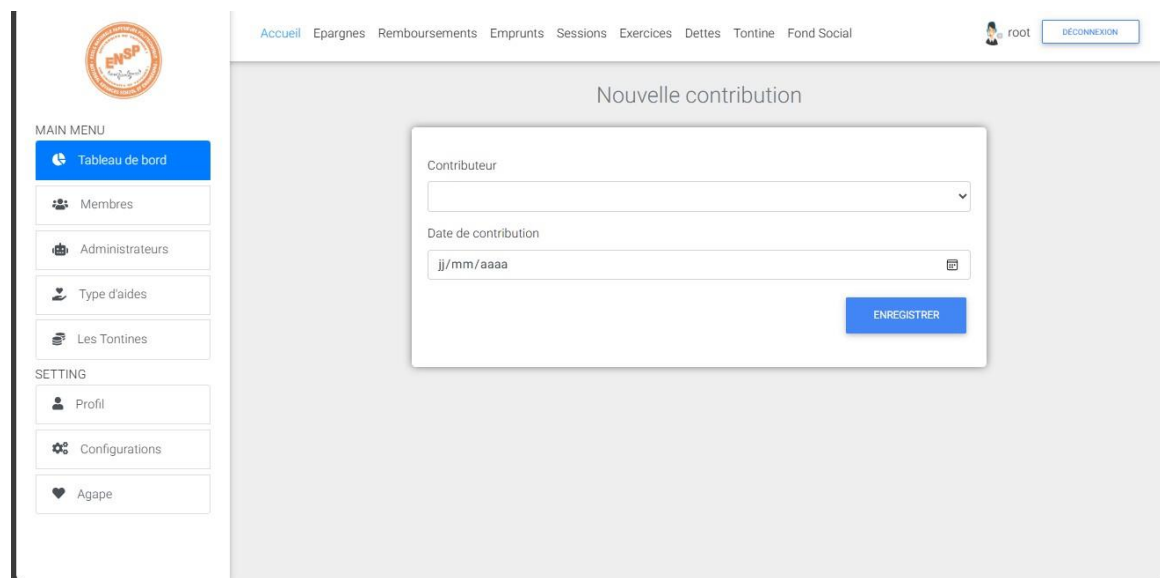 ENSP
MAIN MENU
Tableau de bord
Membres
Administrateurs
Type d'aides
Les Tontines
SETTING
Profil
Configurations
Agape
Accueil Epargnes Remboursements Emprunts Sessions Exercices Dettes Tontine Fond Social
root
DÉCONNEXION
Nouvelle contribution
Contributeur
Date de contribution
jj/mm/aaaa
ENREGISTRER